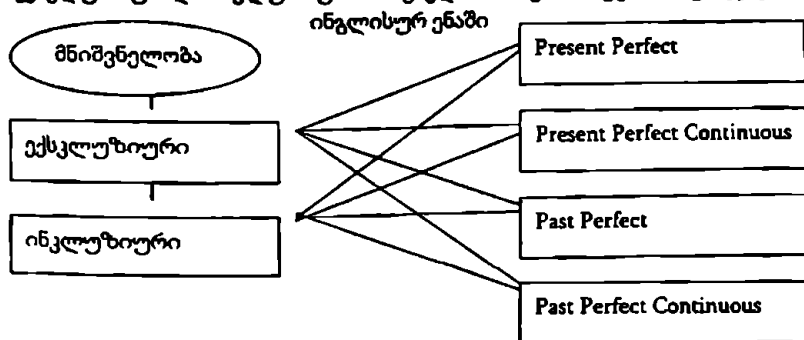 ინგლისურ ენაში
მნიშვნელობა
ექსკლუზიური
ინკლუზიური
Present Perfect
Present Perfect Continuous
Past Perfect
Past Perfect Continuous